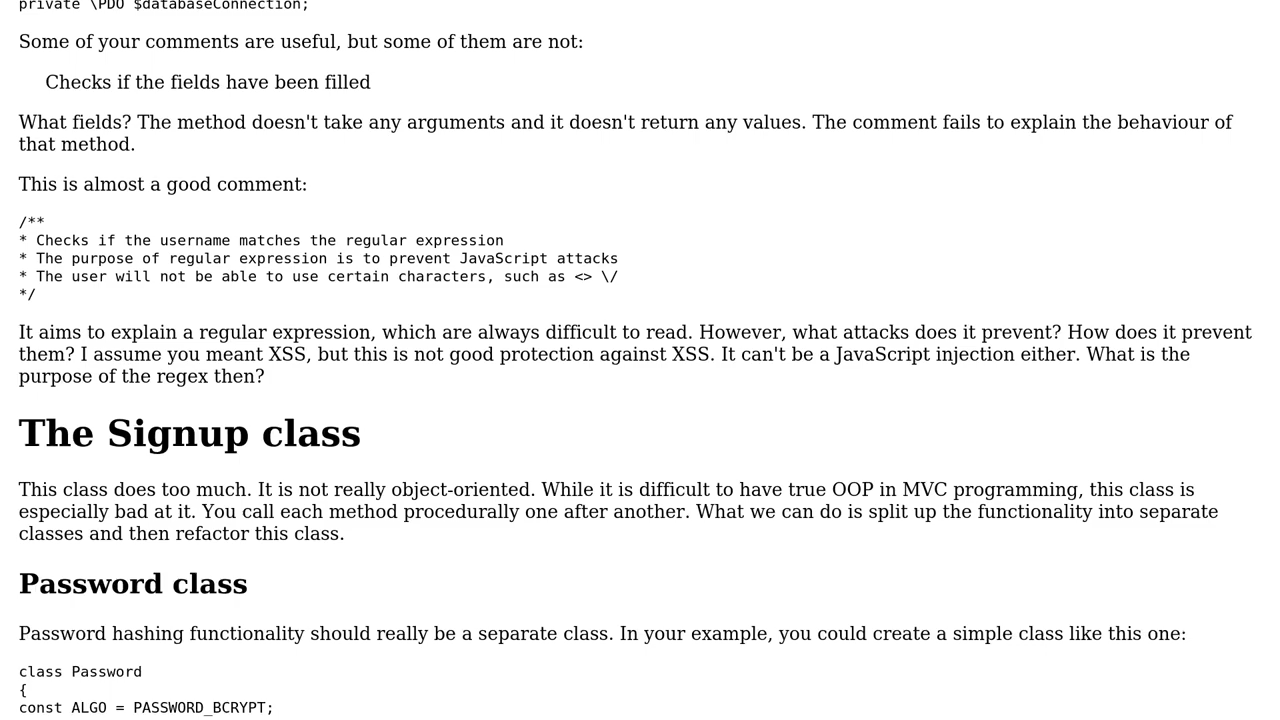 private \PDO $databaseConnection;
Some of your comments are useful, but some of them are not:
Checks if the fields have been filled
What fields? The method doesn't take any arguments and it doesn't return any values. The comment fails to explain the behaviour of
that method.
This is almost a good comment:
/**
* Checks if the username matches the regular expression
* The purpose of regular expression is to prevent JavaScript attacks
* The user will not be able to use certain characters, such as <> \/
*/
It aims to explain a regular expression, which are always difficult to read. However, what attacks does it prevent? How does it prevent
them? I assume you meant XSS, but this is not good protection against XSS. It can't be a JavaScript injection either. What is the
purpose of the regex then?
The Signup class
This class does too much. It is not really object-oriented. While it is difficult to have true OOP in MVC programming, this class is
especially bad at it. You call each method procedurally one after another. What we can do is split up the functionality into separate
classes and then refactor this class.
Password class
Password hashing functionality should really be a separate class. In your example, you could create a simple class like this one:
class Password
{
const ALGO = PASSWORD_BCRYPT;